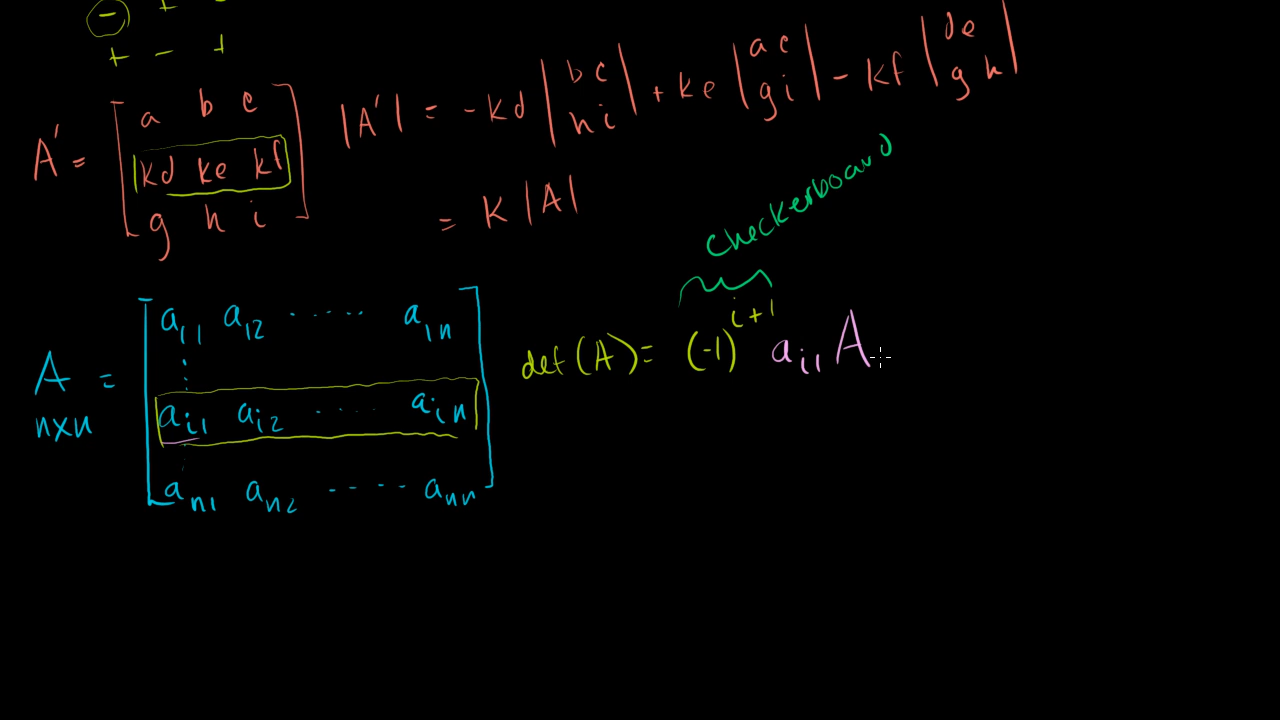 − + 
+ − +
A' = [a b c; kd ke kf; g h i]
|A'| = -kd |b c; h i| + ke |a c; g i| − kf |d e; g h|
= K |A|
checkerboard
A = [a₁₁ a₁₂ ····· a₁n; ⋮; aᵢ₁ aᵢ₂ ····· aᵢn; ⋮; an₁ an₂ ····· ann]
n×n
det(A) = (-1)^(i+1) aᵢ₁ A